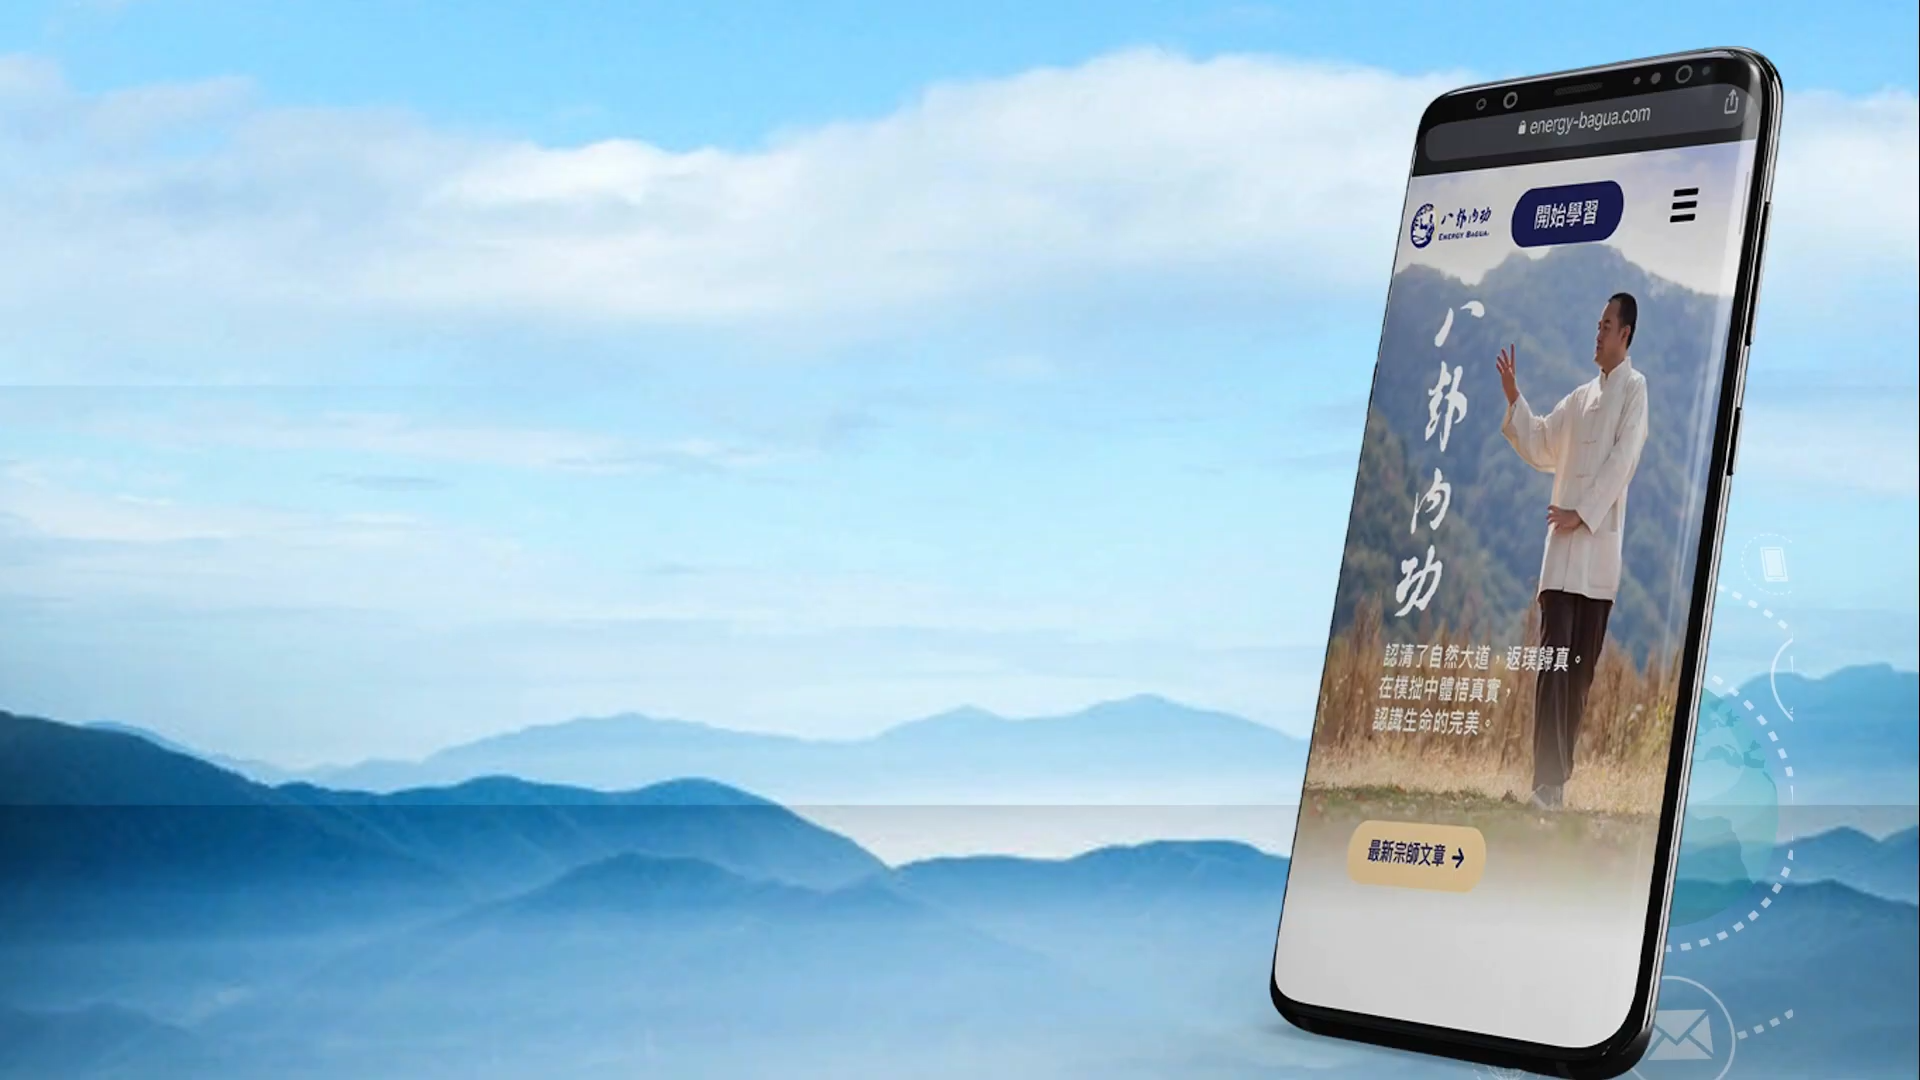 energy-bagua.com
八卦內功
ENERGY BAGUA
開始學習
八卦內功
認清了自然大道，返璞歸真。
在樸拙中體悟真實，
認識生命的完美。
最新宗師文章 →